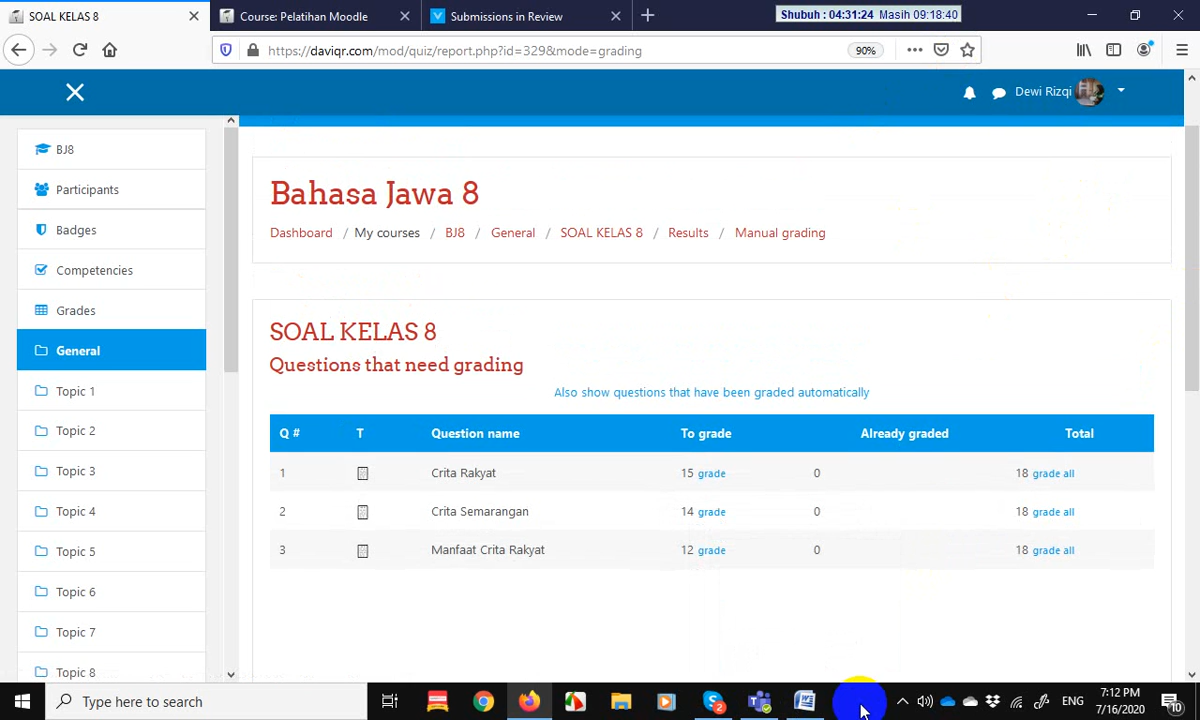 SOAL KELAS 8
Course: Pelatihan Moodle
Submissions in Review
Shubuh : 04:31:24 Masih 09:18:40
https://daviqr.com/mod/quiz/report.php?id=329&mode=grading
90%
Dewi Rizqi
BJ8
Participants
Badges
Competencies
Grades
General
Topic 1
Topic 2
Topic 3
Topic 4
Topic 5
Topic 6
Topic 7
Topic 8
Bahasa Jawa 8
Dashboard / My courses / BJ8 / General / SOAL KELAS 8 / Results / Manual grading
SOAL KELAS 8
Questions that need grading
Also show questions that have been graded automatically
Q # T Question name To grade Already graded Total
1 Crita Rakyat 15 grade 0 18 grade all
2 Crita Semarangan 14 grade 0 18 grade all
3 Manfaat Crita Rakyat 12 grade 0 18 grade all
Type here to search
2
ENG
7:12 PM
7/16/2020
10